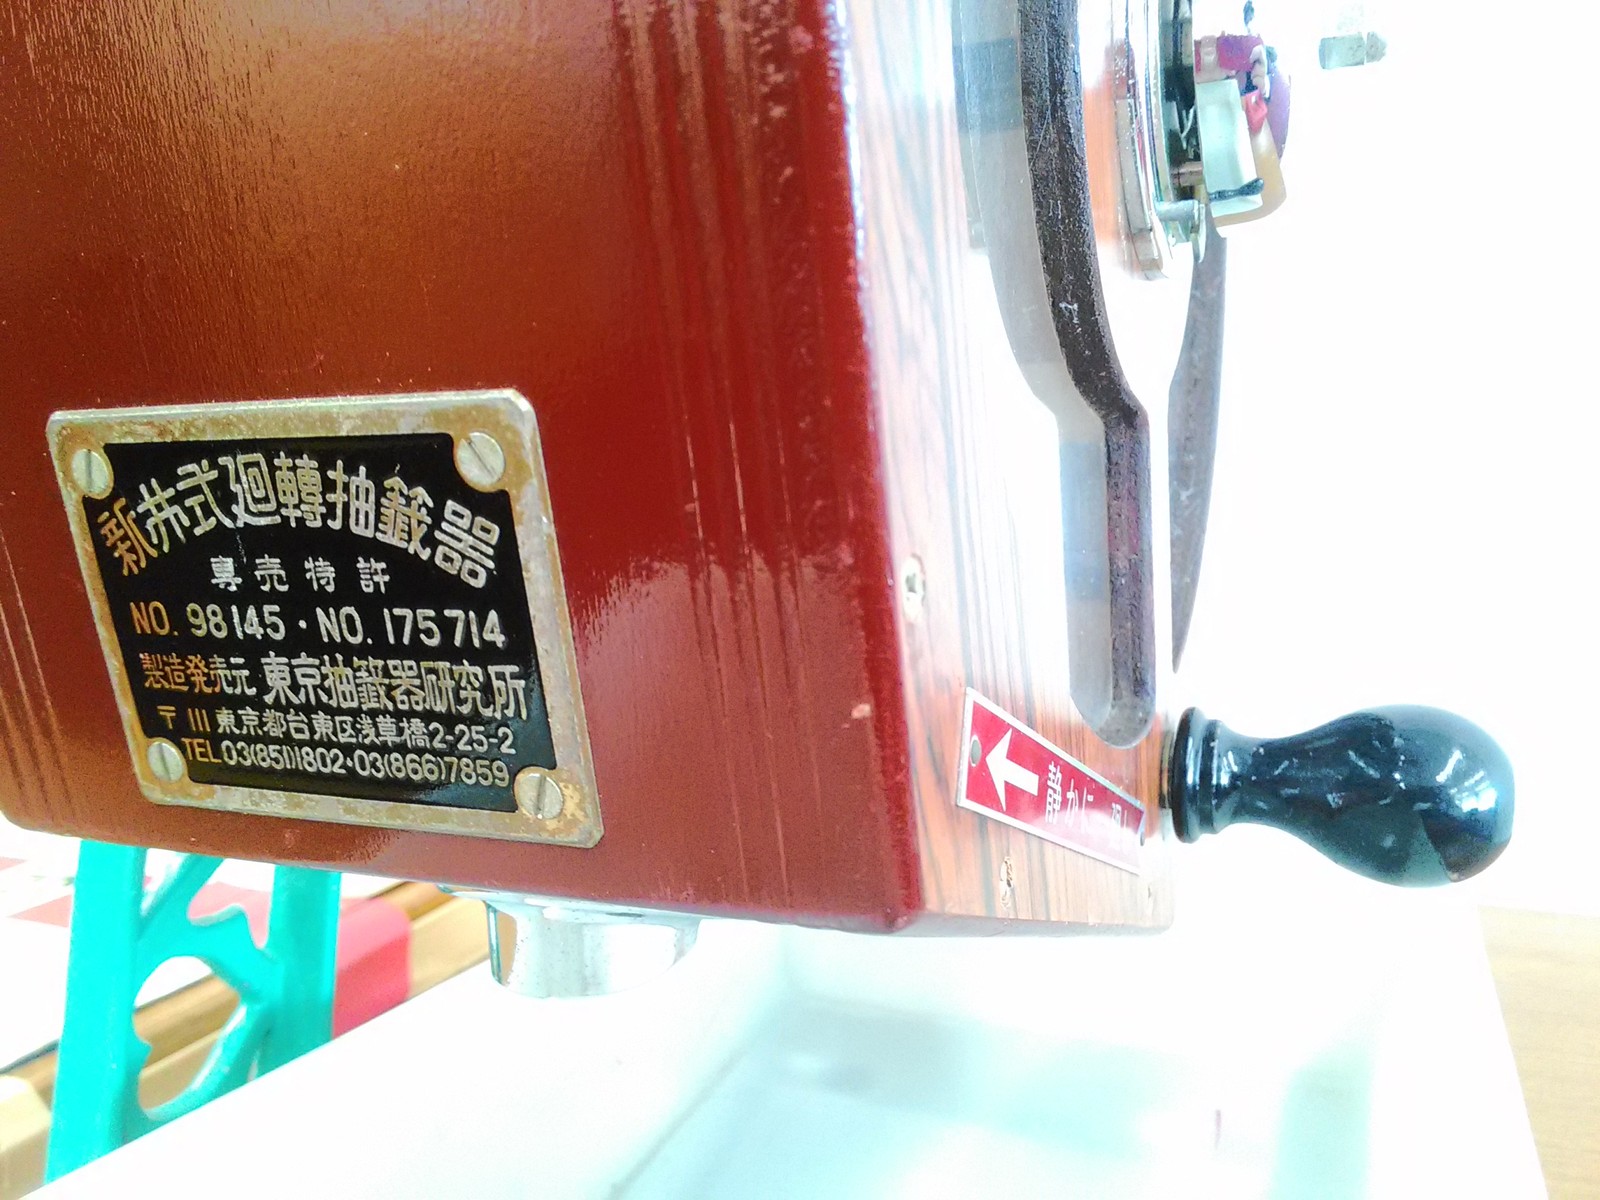 新井式廻轉抽籤器
專売特許
NO. 98145・NO. 175714
製造発売元 東京抽籤器研究所
〒111 東京都台東区浅草橋2-25-2
TEL 03(851)1802・03(866)7859
静かに